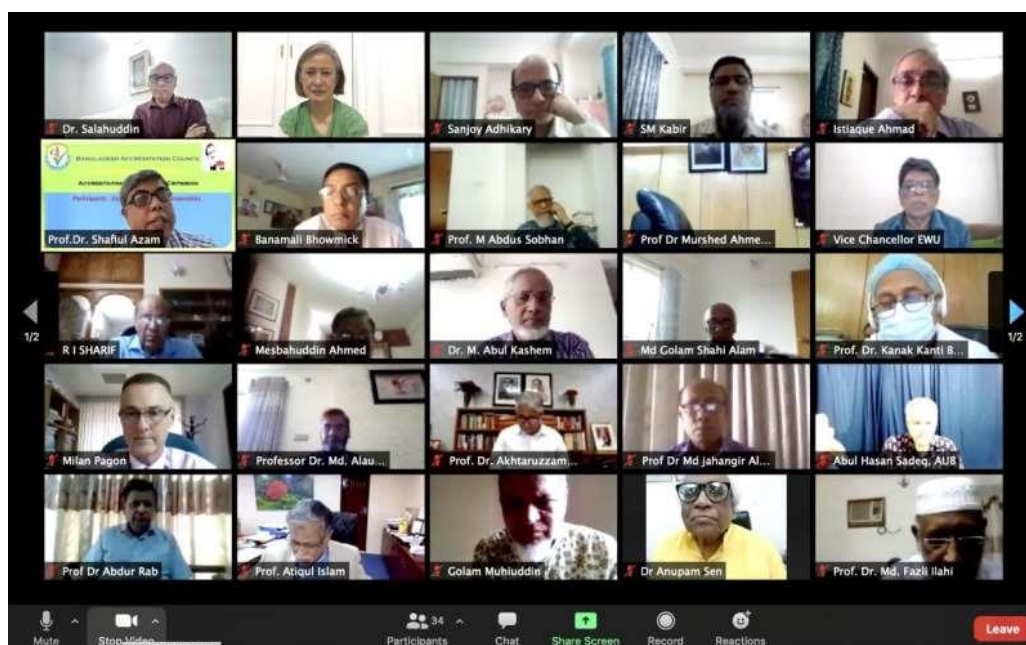 Dr. Salahuddin
Sanjoy Adhikary
SM Kabir
Istiaque Ahmad
BANGLADESH ACCREDITATION COUNCIL
Prof.Dr. Shafiul Azam
Banamali Bhowmick
Prof. M Abdus Sobhan
Prof Dr Murshed Ahme...
Vice Chancellor EWU
1/2
R I SHARIF
Mesbahuddin Ahmed
Dr. M. Abul Kashem
Md Golam Shahi Alam
Prof. Dr. Kanak Kanti B...
1/2
Milan Pagon
Professor Dr. Md. Alau...
Prof. Dr. Akhtaruzzam...
Prof Dr Md Jahangir Al...
Abul Hasan Sadeq, AUB
Prof Dr Abdur Rab
Prof. Atiqul Islam
Golam Muhiuddin
Dr Anupam Sen
Prof. Dr. Md. Fazli Ilahi
Mute
Stop Video
34
Participants
Chat
Share Screen
Record
Reactions
Leave